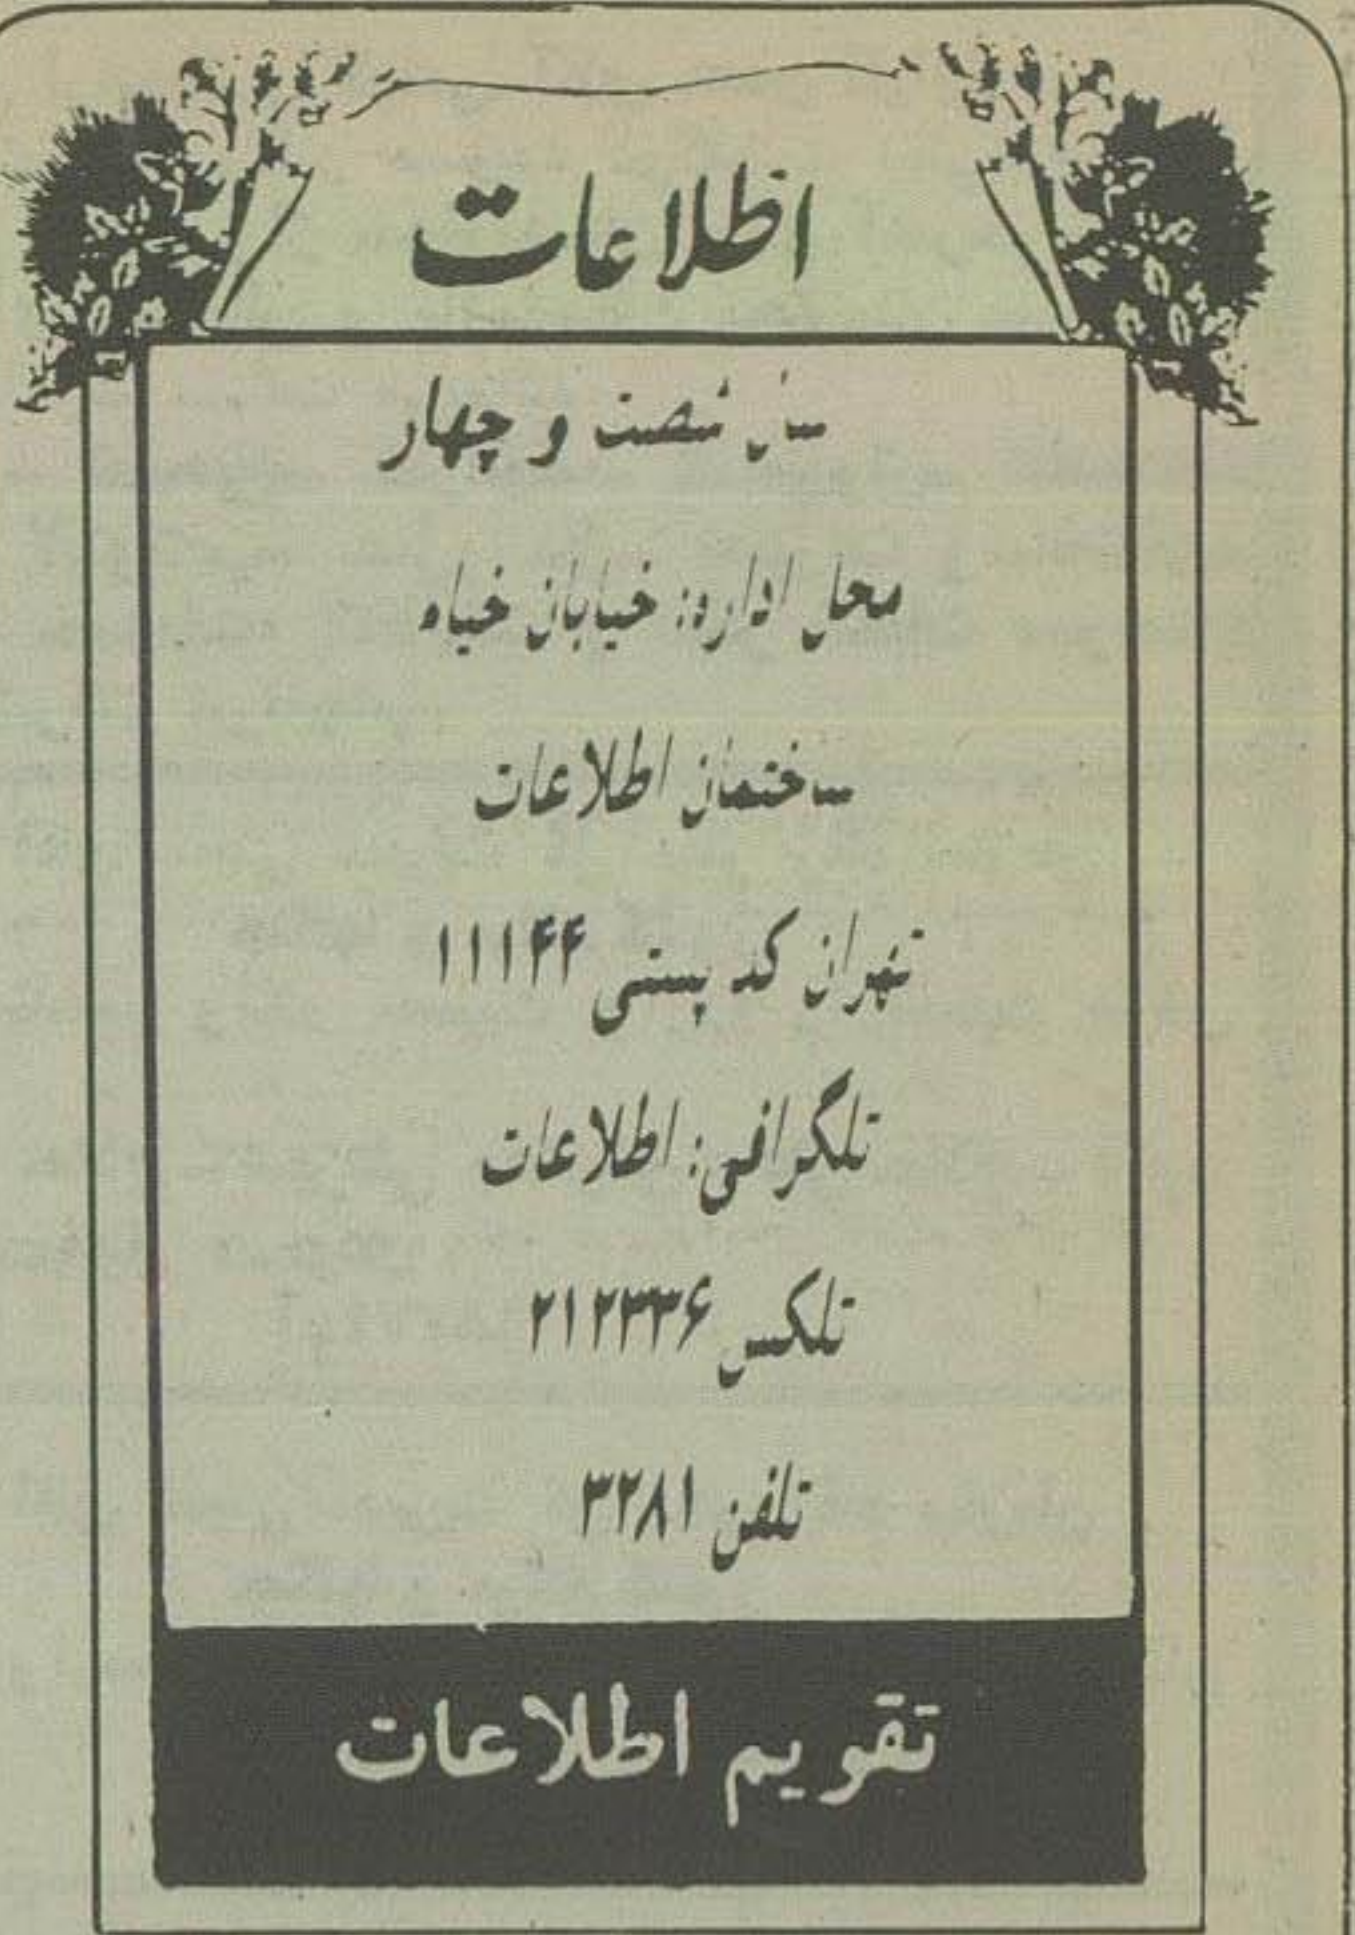 اطلاعات
سال شصت و چهار
محل اداره: خیابان خیام
ساختمان اطلاعات
تهران کد پستی ۱۱۱۴۴
تلگرافی: اطلاعات
تلکس ۲۱۲۳۳۶
تلفن ۳۲۸۱
تقویم اطلاعات